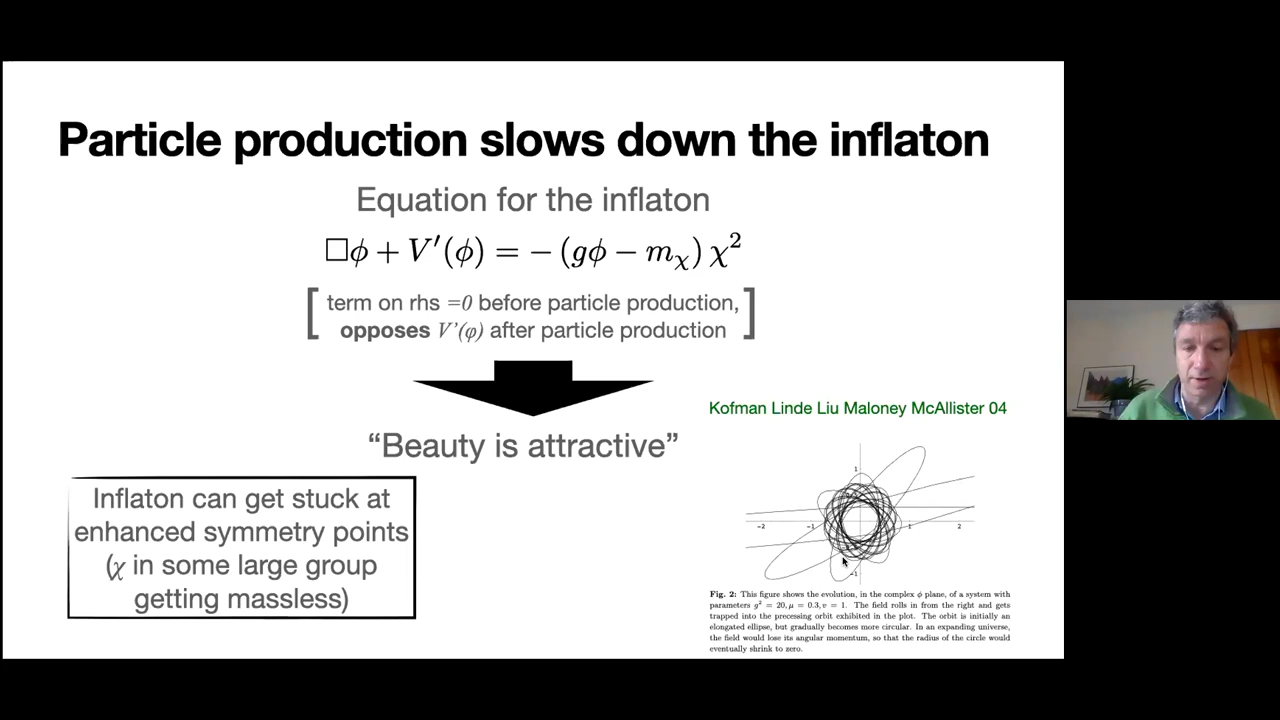 Particle production slows down the inflaton
Equation for the inflaton
□ϕ + V′(ϕ) = − (gϕ − m_χ) χ²
[ term on rhs =0 before particle production,
opposes V’(φ) after particle production ]
“Beauty is attractive”
Inflaton can get stuck at
enhanced symmetry points
(χ in some large group
getting massless)
Kofman Linde Liu Maloney McAllister 04
1
-2 -1 1 2
-1
Fig. 2: This figure shows the evolution, in the complex ϕ plane, of a system with
parameters g² = 20, μ = 0.3, v = 1. The field rolls in from the right and gets
trapped into the precessing orbit exhibited in the plot. The orbit is initially an
elongated ellipse, but gradually becomes more circular. In an expanding universe,
the field would lose its angular momentum, so that the radius of the circle would
eventually shrink to zero.